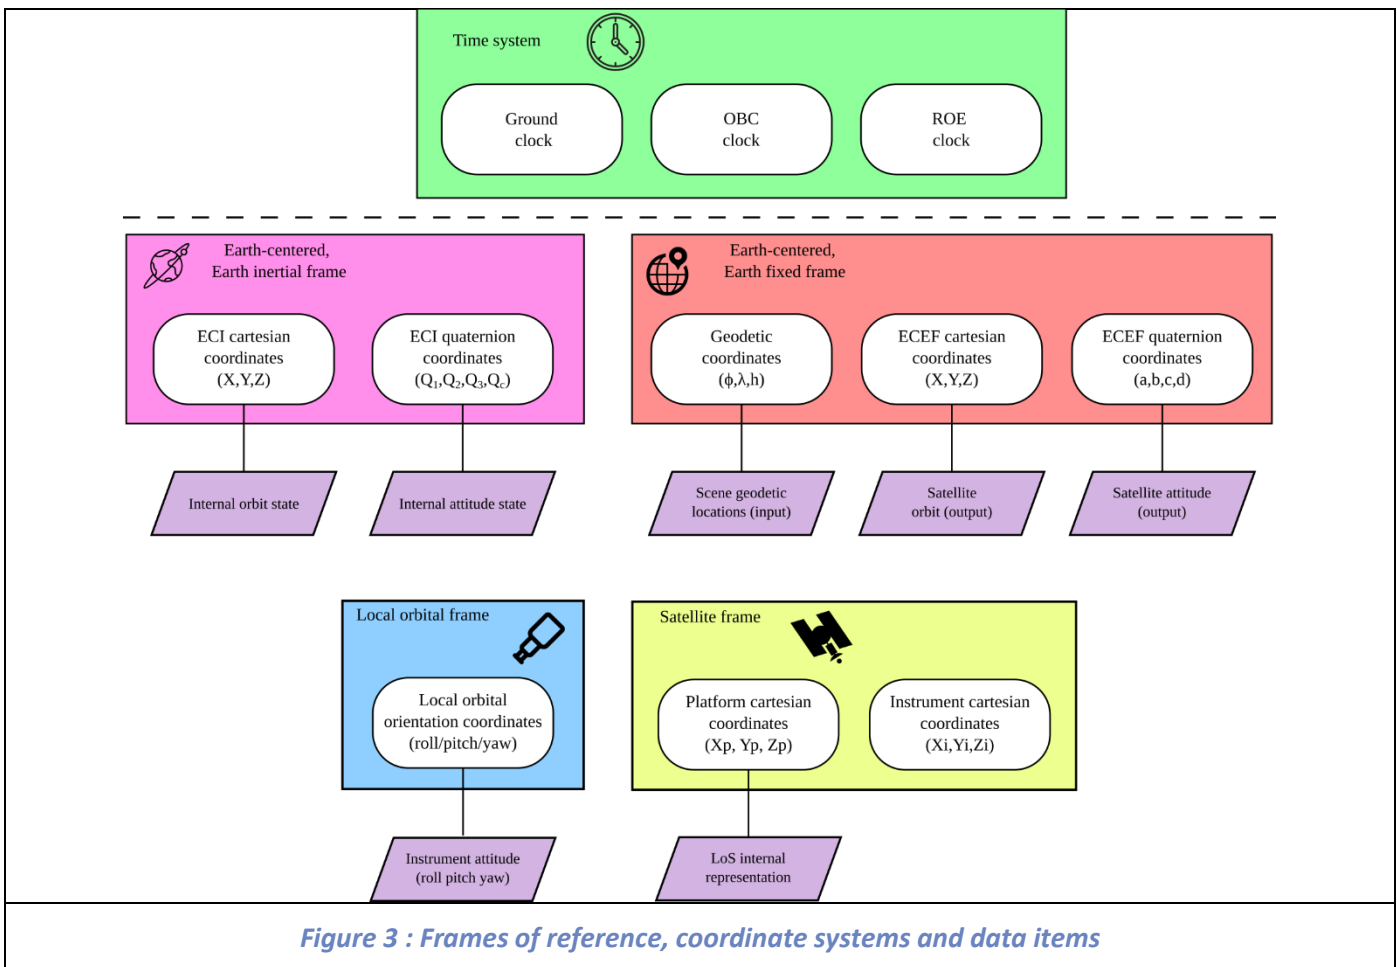 Time system
Ground
clock
OBC
clock
ROE
clock
Earth-centered,
Earth inertial frame
ECI cartesian
coordinates
(X,Y,Z)
ECI quaternion
coordinates
(Q₁,Q₂,Q₃,Q꜀)
Internal orbit state
Internal attitude state
Earth-centered,
Earth fixed frame
Geodetic
coordinates
(ϕ,λ,h)
ECEF cartesian
coordinates
(X,Y,Z)
ECEF quaternion
coordinates
(a,b,c,d)
Scene geodetic
locations (input)
Satellite
orbit (output)
Satellite attitude
(output)
Local orbital frame
Local orbital
orientation coordinates
(roll/pitch/yaw)
Instrument attitude
(roll pitch yaw)
Satellite frame
Platform cartesian
coordinates
(Xp, Yp, Zp)
Instrument cartesian
coordinates
(Xi,Yi,Zi)
LoS internal
representation
Figure 3 : Frames of reference, coordinate systems and data items